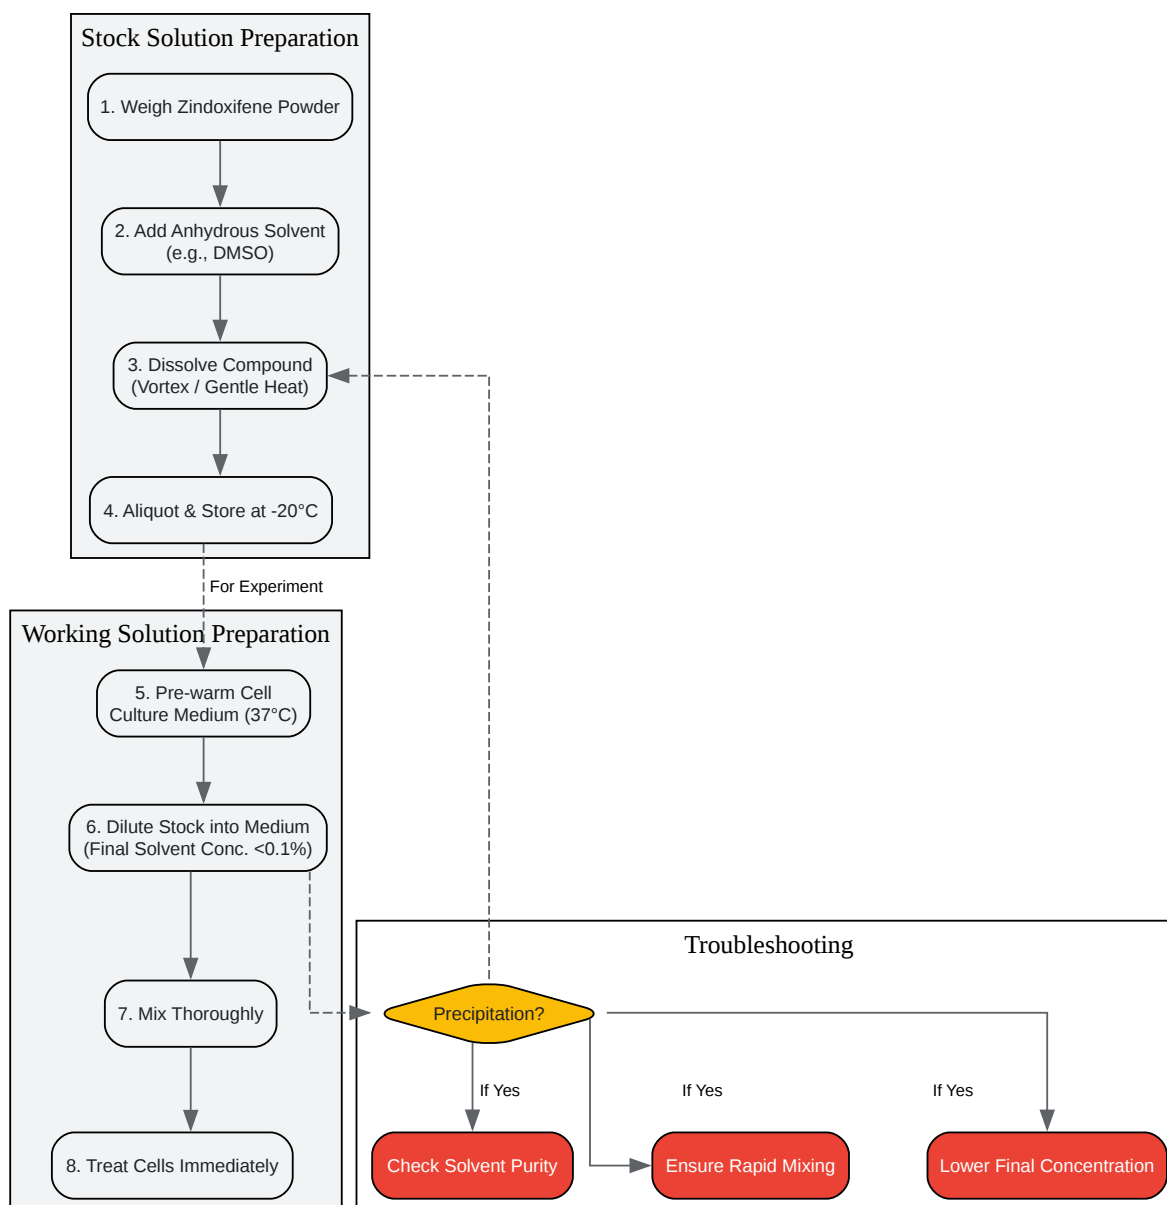 Stock Solution Preparation
1. Weigh Zindoxifene Powder
2. Add Anhydrous Solvent
(e.g., DMSO)
3. Dissolve Compound
(Vortex / Gentle Heat)
4. Aliquot & Store at -20°C
For Experiment
Working Solution Preparation
5. Pre-warm Cell
Culture Medium (37°C)
6. Dilute Stock into Medium
(Final Solvent Conc. <0.1%)
7. Mix Thoroughly
8. Treat Cells Immediately
Troubleshooting
Precipitation?
If Yes
If Yes
If Yes
Check Solvent Purity
Ensure Rapid Mixing
Lower Final Concentration